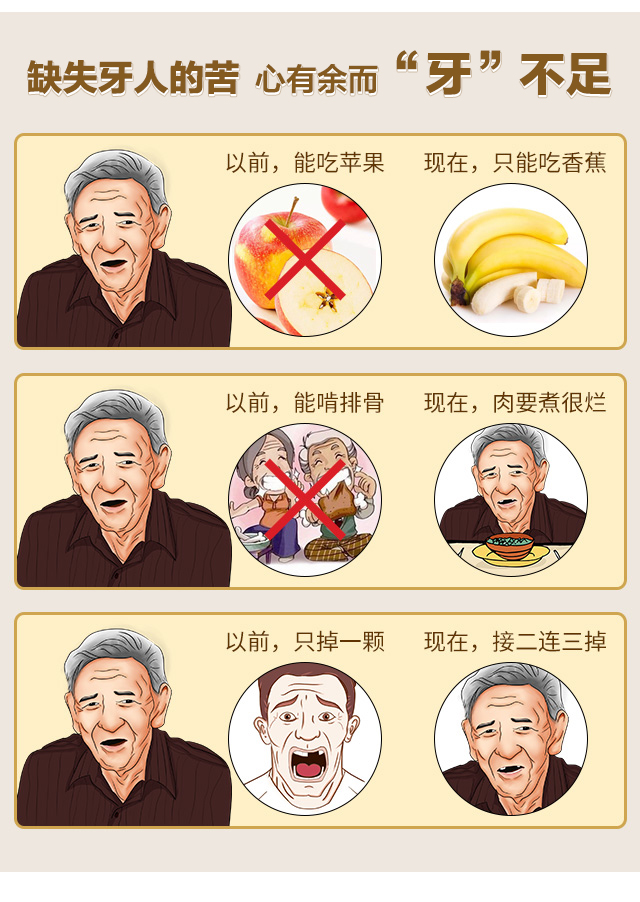 缺失牙人的苦 心有余而“牙”不足
以前，能吃苹果 现在，只能吃香蕉
以前，能啃排骨 现在，肉要煮很烂
以前，只掉一颗 现在，接二连三掉